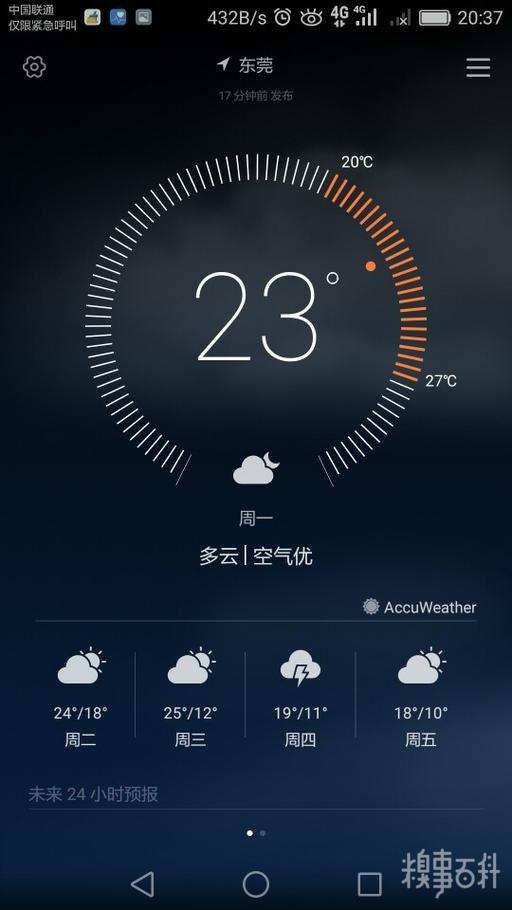 中国联通
仅限紧急呼叫
432B/s 4G 4G 20:37
东莞
17 分钟前 发布
20℃
23°
27℃
周一
多云 | 空气优
AccuWeather
24°/18° 25°/12° 19°/11° 18°/10°
周二 周三 周四 周五
未来 24 小时预报
糗事百科